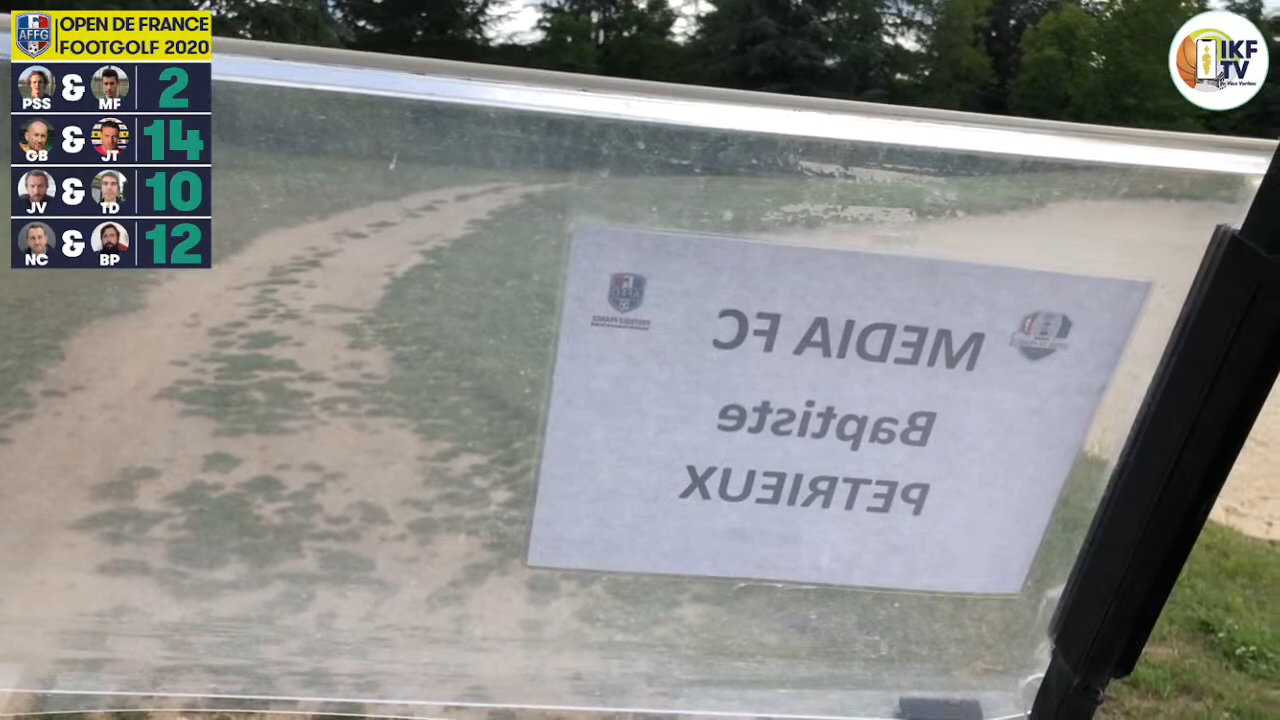 AFFG
OPEN DE FRANCE
FOOTGOLF 2020
PSS & MF 2
GB & JT 14
JV & TD 10
NC & BP 12
IKF
TV
MEDIA FC
Baptiste
PETRIEUX